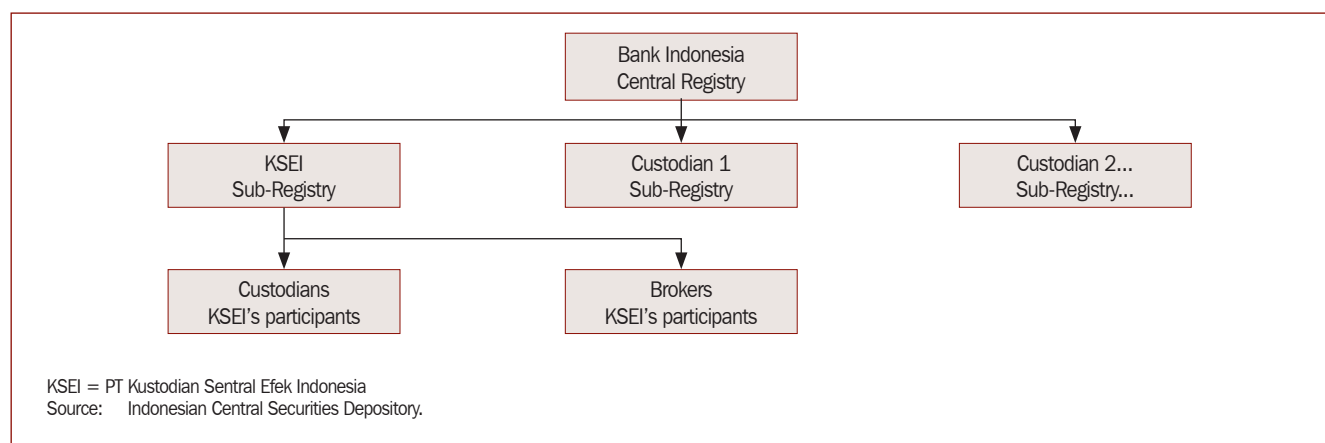 Bank Indonesia
Central Registry
KSEI
Sub-Registry
Custodian 1
Sub-Registry
Custodian 2...
Sub-Registry...
Custodians
KSEI's participants
Brokers
KSEI's participants
KSEI = PT Kustodian Sentral Efek Indonesia
Source: Indonesian Central Securities Depository.